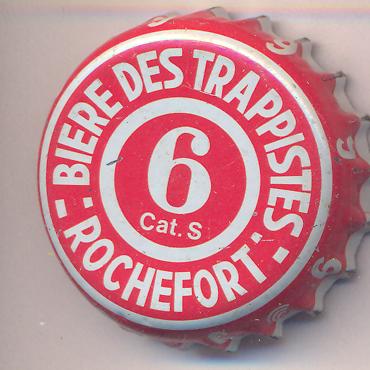 BIERE DES TRAPPISTES
6
Cat. S
- ROCHEFORT -